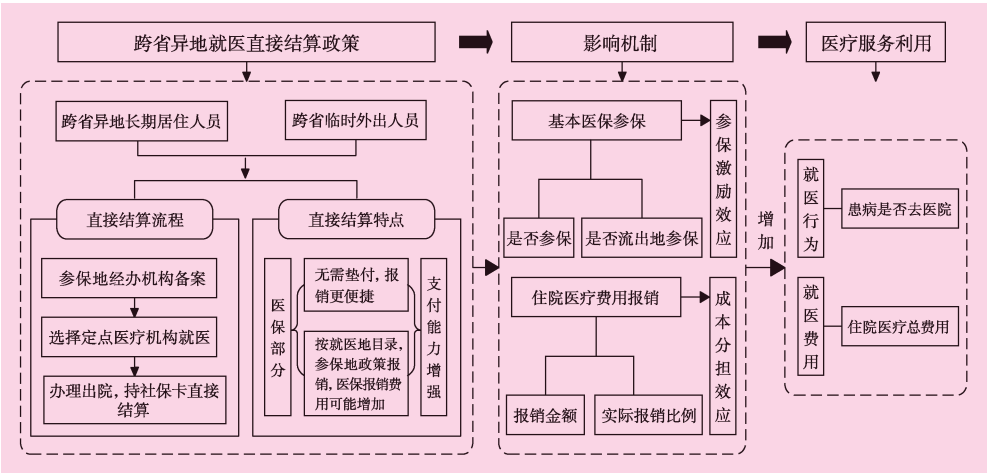 跨省异地就医直接结算政策
影响机制
医疗服务利用
跨省异地长期居住人员
跨省临时外出人员
直接结算流程
参保地经办机构备案
选择定点医疗机构就医
办理出院，持社保卡直接
结算
直接结算特点
医保部分
无需垫付，报
销更便捷
按就医地目录，
参保地政策报
销，医保报销费
用可能增加
支付能力增强
基本医保参保
是否参保
是否流出地参保
参保激励效应
住院医疗费用报销
报销金额
实际报销比例
成本分担效应
增加
就医行为
患病是否去医院
就医费用
住院医疗总费用